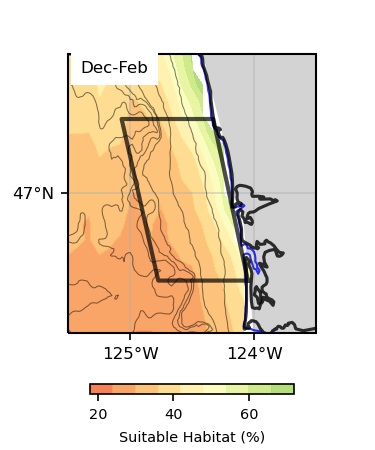 Dec-Feb
47°N
125°W 124°W
20 40 60
Suitable Habitat (%)